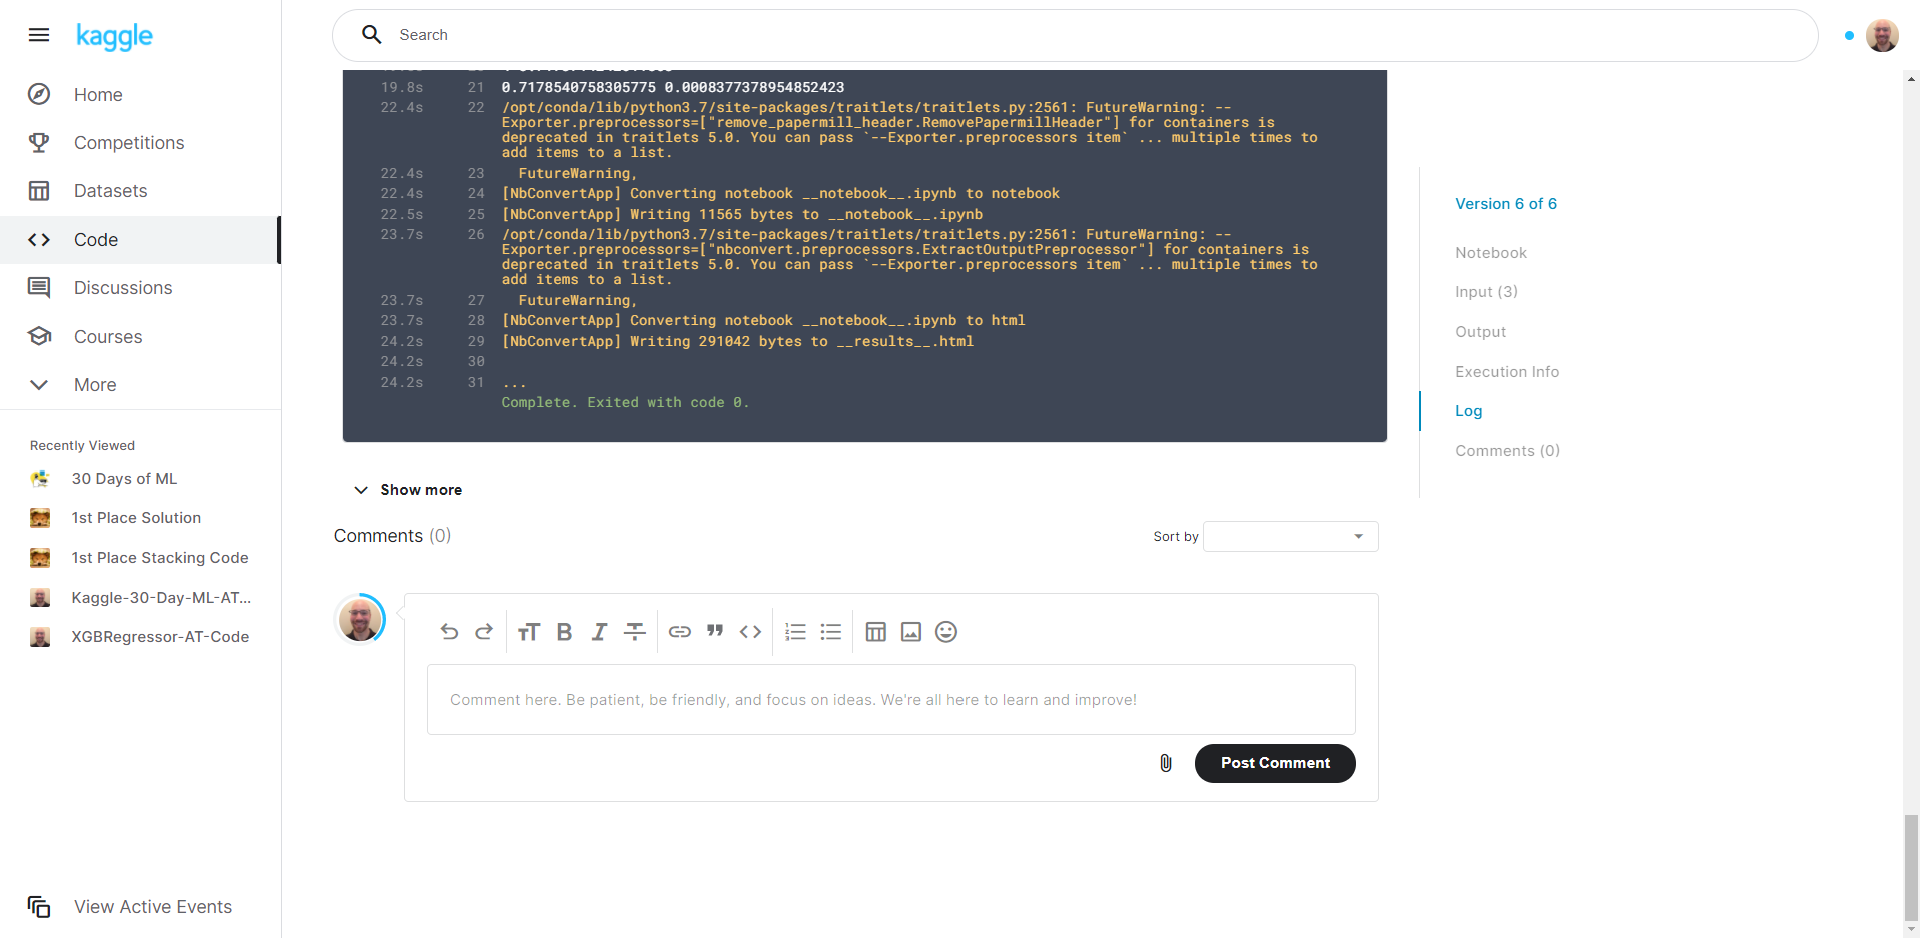 kaggle
Search
Home
Competitions
Datasets
Code
Discussions
Courses
More
Recently Viewed
30 Days of ML
1st Place Solution
1st Place Stacking Code
Kaggle-30-Day-ML-AT...
XGBRegressor-AT-Code
View Active Events
19.8s 21 0.7178540758305775 0.0008377378954852423
22.4s 22 /opt/conda/lib/python3.7/site-packages/traitlets/traitlets.py:2561: FutureWarning: --
Exporter.preprocessors=["remove_papermill_header.RemovePapermillHeader"] for containers is
deprecated in traitlets 5.0. You can pass `--Exporter.preprocessors item` ... multiple times to
add items to a list.
22.4s 23 FutureWarning,
22.4s 24 [NbConvertApp] Converting notebook __notebook__.ipynb to notebook
22.5s 25 [NbConvertApp] Writing 11565 bytes to __notebook__.ipynb
23.7s 26 /opt/conda/lib/python3.7/site-packages/traitlets/traitlets.py:2561: FutureWarning: --
Exporter.preprocessors=["nbconvert.preprocessors.ExtractOutputPreprocessor"] for containers is
deprecated in traitlets 5.0. You can pass `--Exporter.preprocessors item` ... multiple times to
add items to a list.
23.7s 27 FutureWarning,
23.7s 28 [NbConvertApp] Converting notebook __notebook__.ipynb to html
24.2s 29 [NbConvertApp] Writing 291042 bytes to __results__.html
24.2s 30
24.2s 31 ...
Complete. Exited with code 0.
Show more
Comments (0)
Sort by
Comment here. Be patient, be friendly, and focus on ideas. We're all here to learn and improve!
Post Comment
Version 6 of 6
Notebook
Input (3)
Output
Execution Info
Log
Comments (0)